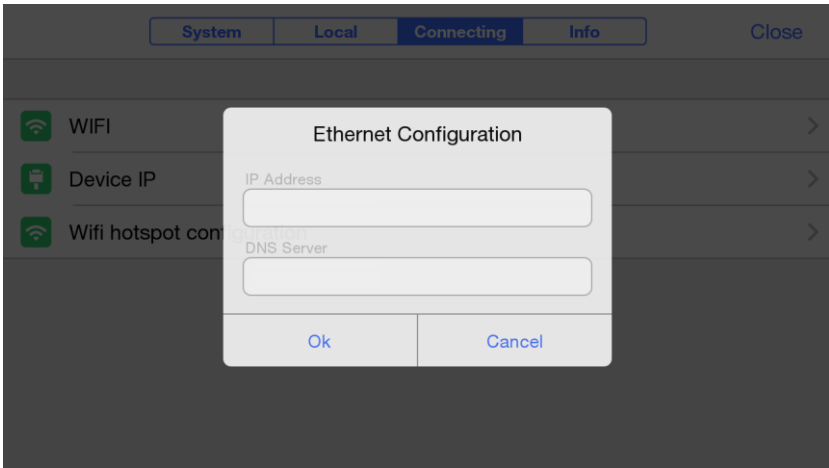 System Local Connecting Info Close
WIFI
Ethernet Configuration
IP Address
Device IP
Wifi hotspot configuration
DNS Server
Ok Cancel